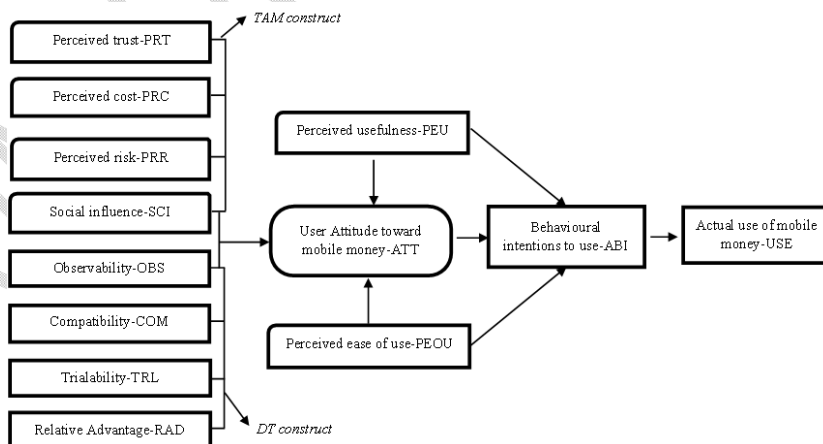 TAM construct
Perceived trust-PRT
Perceived cost-PRC
Perceived risk-PRR
Social influence-SCI
Observability-OBS
Compatibility-COM
Trialability-TRL
Relative Advantage-RAD
DT construct
Perceived usefulness-PEU
User Attitude toward
mobile money-ATT
Perceived ease of use-PEOU
Behavioural
intentions to use-ABI
Actual use of mobile
money-USE